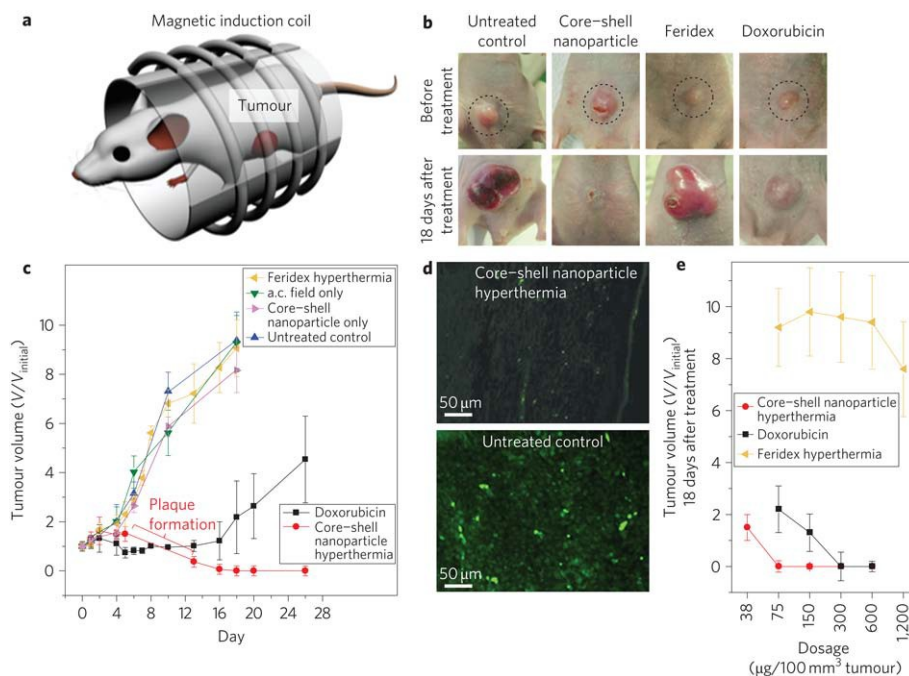 a
Magnetic induction coil
Tumour
b
Untreated
control
Core–shell
nanoparticle
Feridex
Doxorubicin
Before
treatment
18 days after
treatment
c
Feridex hyperthermia
a.c. field only
Core–shell
nanoparticle only
Untreated control
10
8
6
4
2
0
Tumour volume (V/Vinitial)
Plaque
formation
Doxorubicin
Core–shell
nanoparticle
hyperthermia
0
4
8
12
16
20
24
28
Day
d
Core–shell nanoparticle
hyperthermia
50 µm
Untreated control
50 µm
e
12
10
8
6
4
2
0
Tumour volume (V/Vinitial)
18 days after treatment
Core–shell nanoparticle
hyperthermia
Doxorubicin
Feridex hyperthermia
38
75
150
300
600
1,200
Dosage
(µg/100 mm³ tumour)